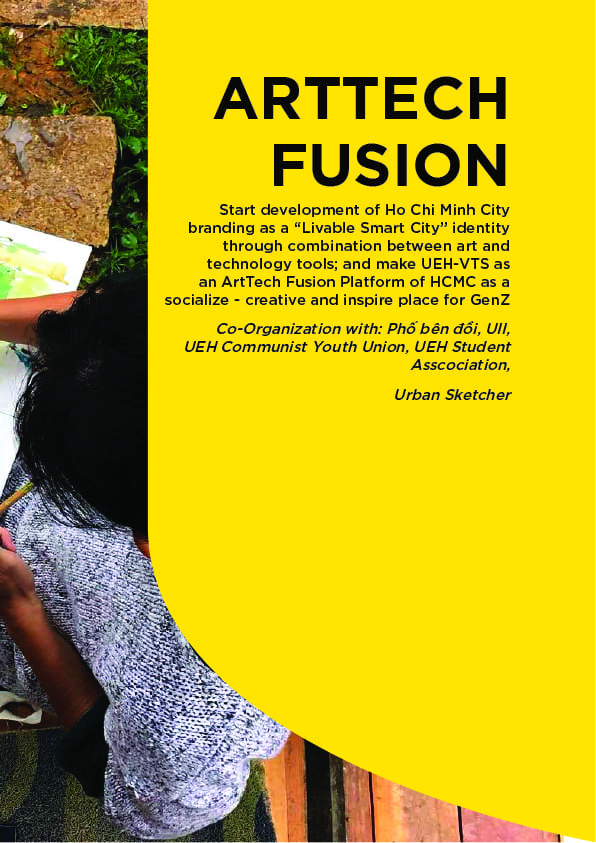 ARTTECH
FUSION
Start development of Ho Chi Minh City
branding as a “Livable Smart City” identity
through combination between art and
technology tools; and make UEH-VTS as
an ArtTech Fusion Platform of HCMC as a
socialize - creative and inspire place for GenZ
Co-Organization with: Phố bên đồi, UII,
UEH Communist Youth Union, UEH Student
Asscociation,
Urban Sketcher